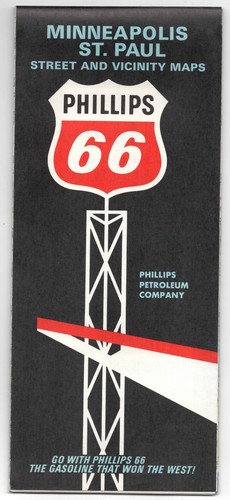 MINNEAPOLIS
ST. PAUL
STREET AND VICINITY MAPS
PHILLIPS
66
PHILLIPS
PETROLEUM
COMPANY
GO WITH PHILLIPS 66
THE GASOLINE THAT WON THE WEST!